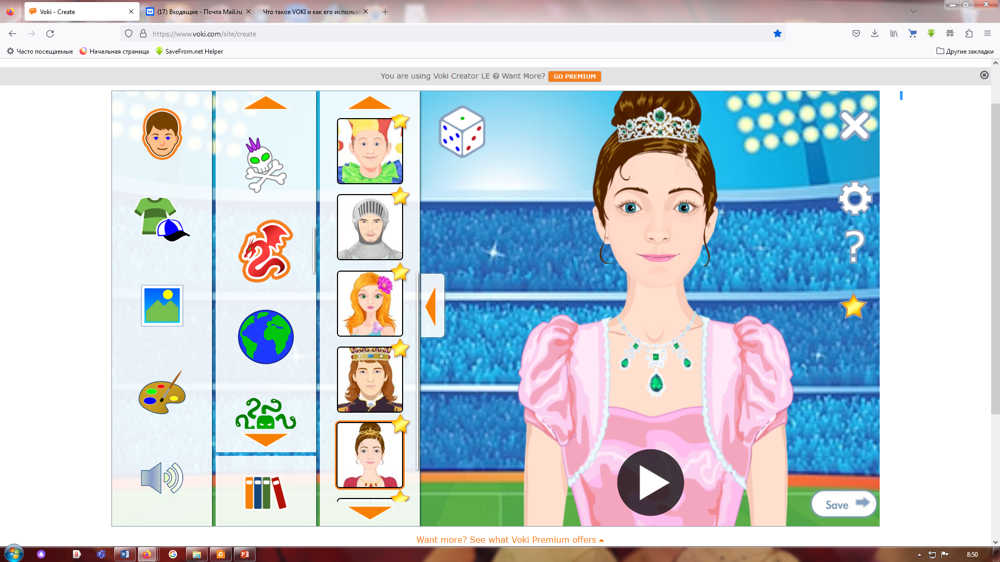 Voki - Create
(17) Входящие - Почта Mail.ru
Что такое VOKI и как его использо
https://www.voki.com/site/create
Часто посещаемые
Начальная страница
SaveFrom.net Helper
Другие закладки
You are using Voki Creator LE ? Want More? GO PREMIUM
?
Save
Want more? See what Voki Premium offers
8:50